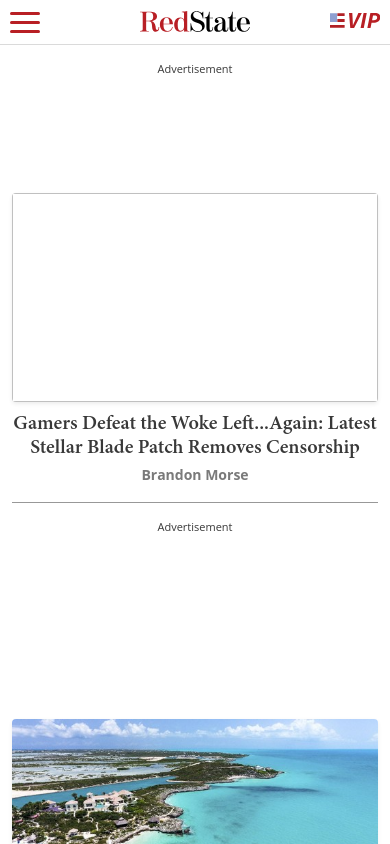 RedState
VIP
Advertisement
Gamers Defeat the Woke Left...Again: Latest
Stellar Blade Patch Removes Censorship
Brandon Morse
Advertisement